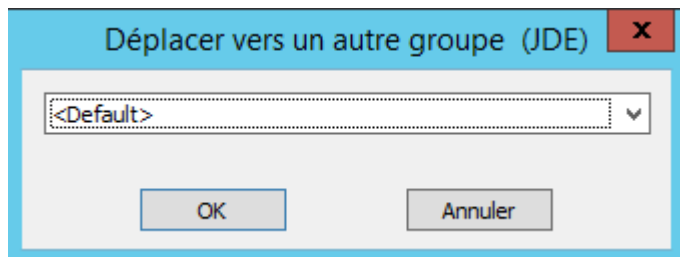 Déplacer vers un autre groupe (JDE)
x
<Default>
OK
Annuler